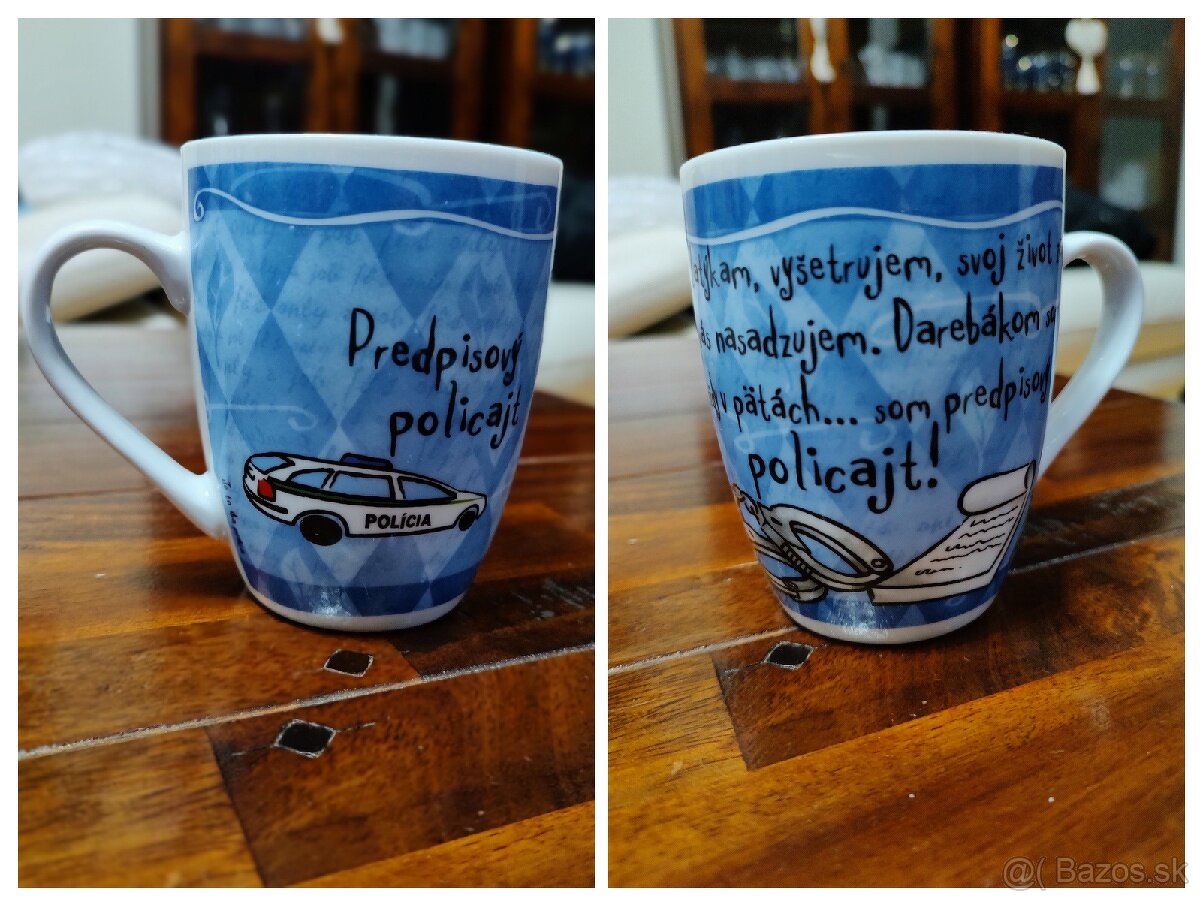 Predpisový
policajt
POLÍCIA
vyšetrujem, svoj život
nasadzujem. Darebákom
v pätách... som predpisový
policajt!
@( Bazos.sk